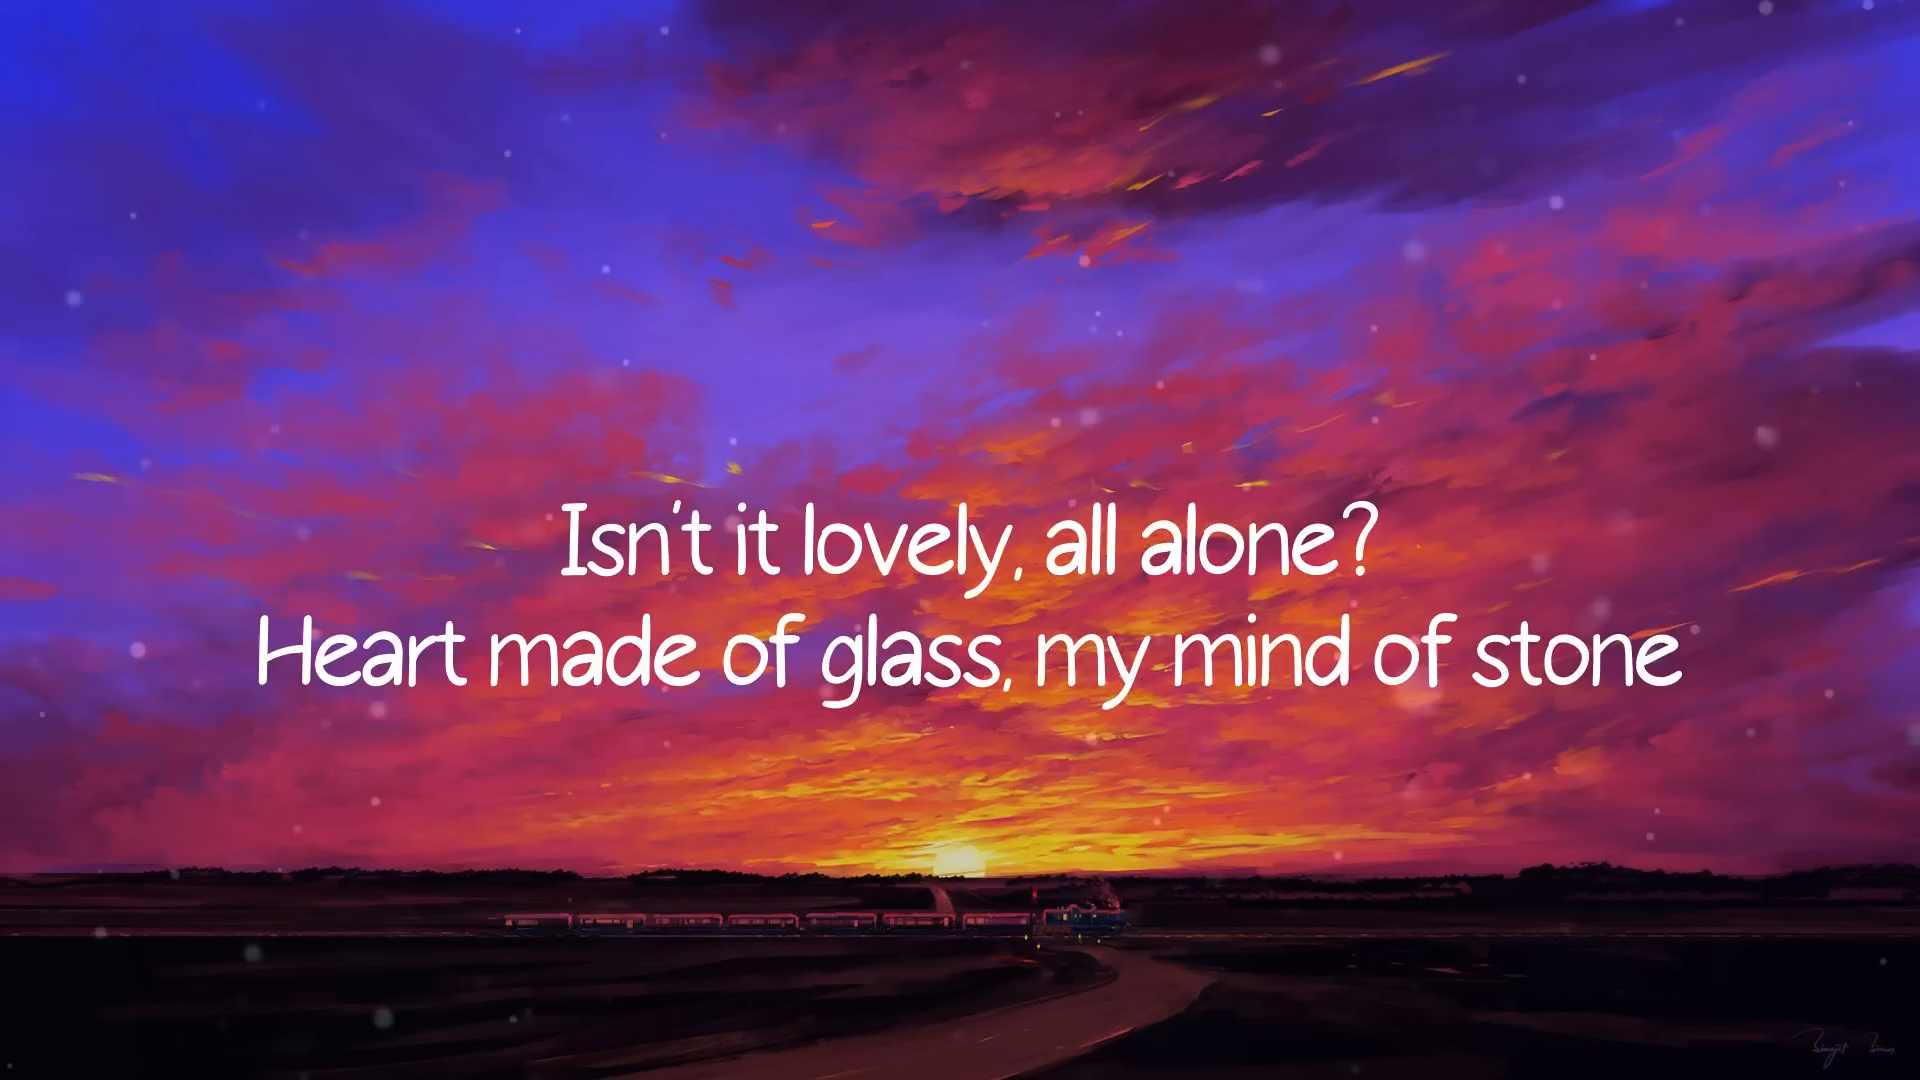 Isn't it lovely, all alone?
Heart made of glass, my mind of stone